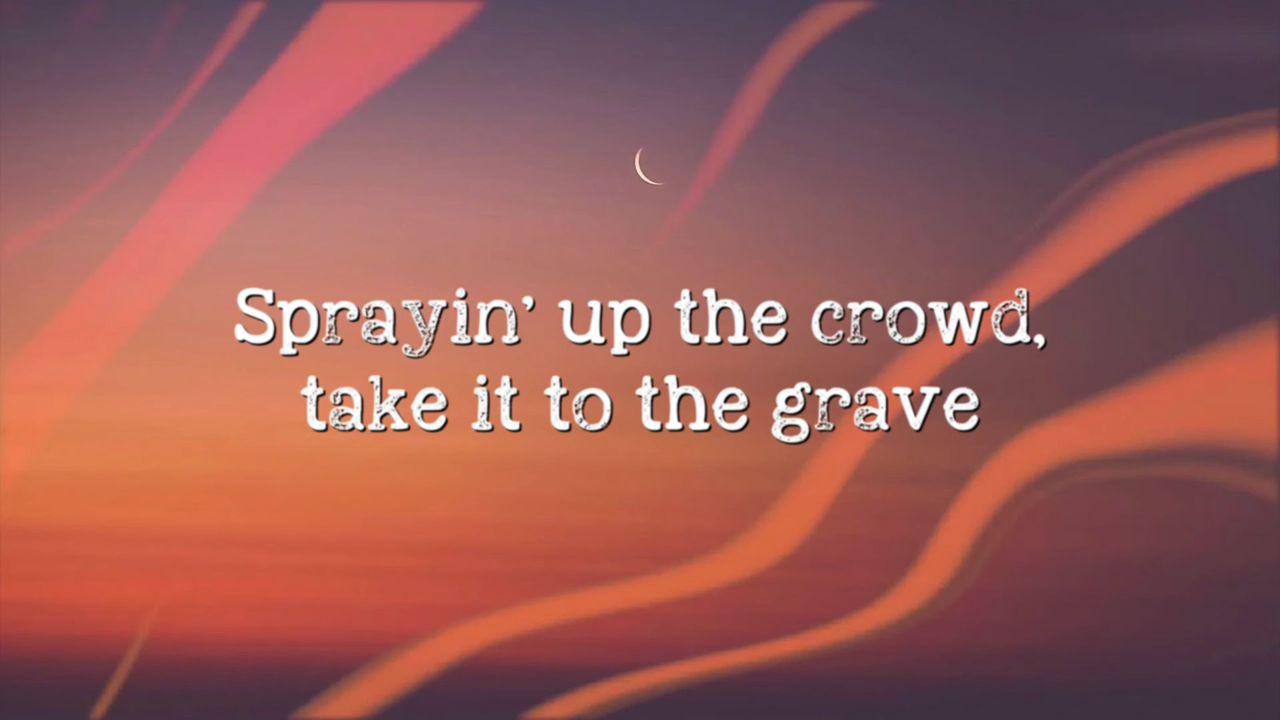 Sprayin’ up the crowd,
take it to the grave